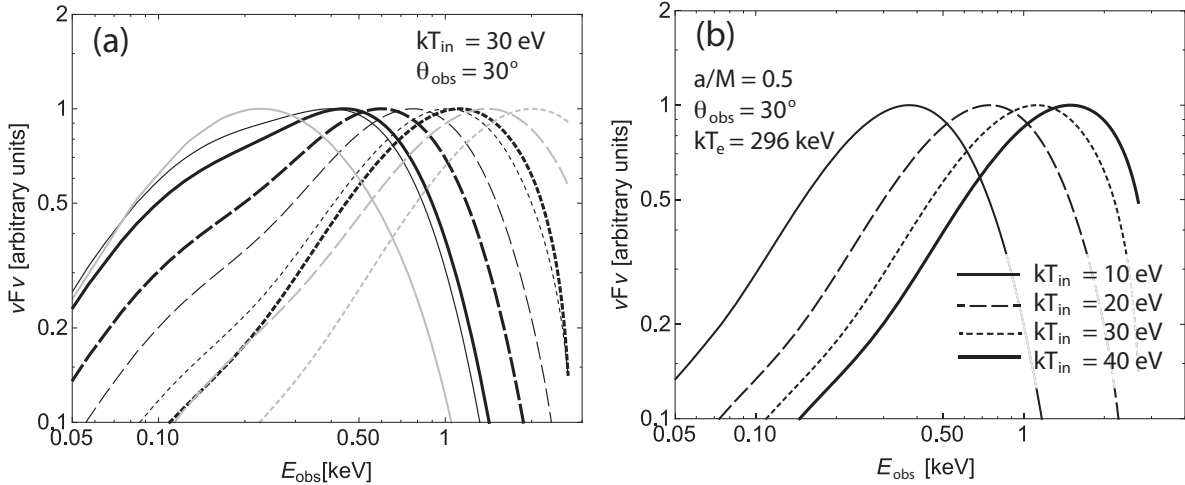 (a)
kT_in = 30 eV
θ_obs = 30°
νFν [arbitrary units]
2
1
0.5
0.2
0.1
0.05
0.10
0.50
1
E_obs[keV]
(b)
a/M = 0.5
θ_obs = 30°
kT_e = 296 keV
νFν [arbitrary units]
2
1
0.5
0.2
0.1
kT_in = 10 eV
kT_in = 20 eV
kT_in = 30 eV
kT_in = 40 eV
0.05
0.10
0.50
1
E_obs [keV]